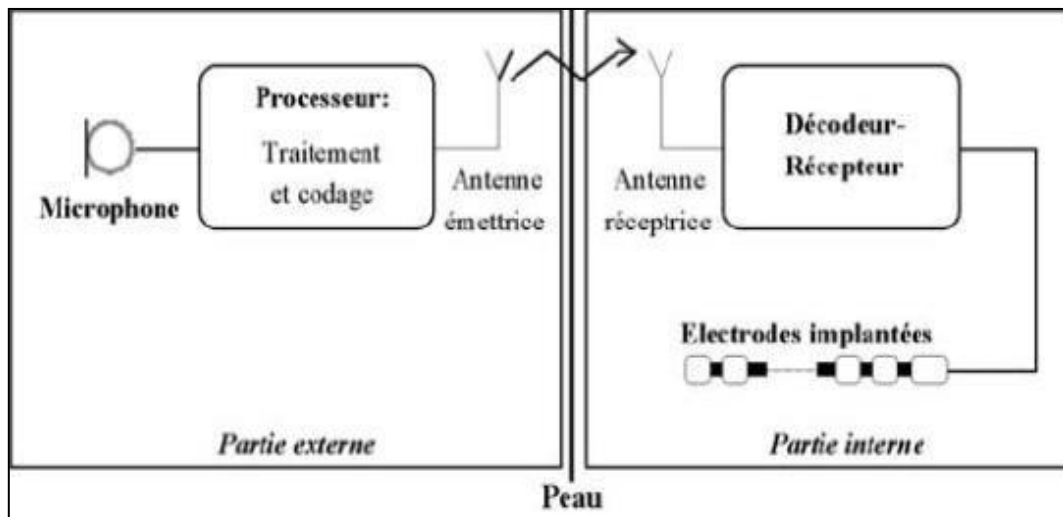 Processeur:
Traitement
et codage
Microphone
Antenne
émettrice
Antenne
réceptrice
Décodeur-
Récepteur
Electrodes implantées
Partie externe
Partie interne
Peau